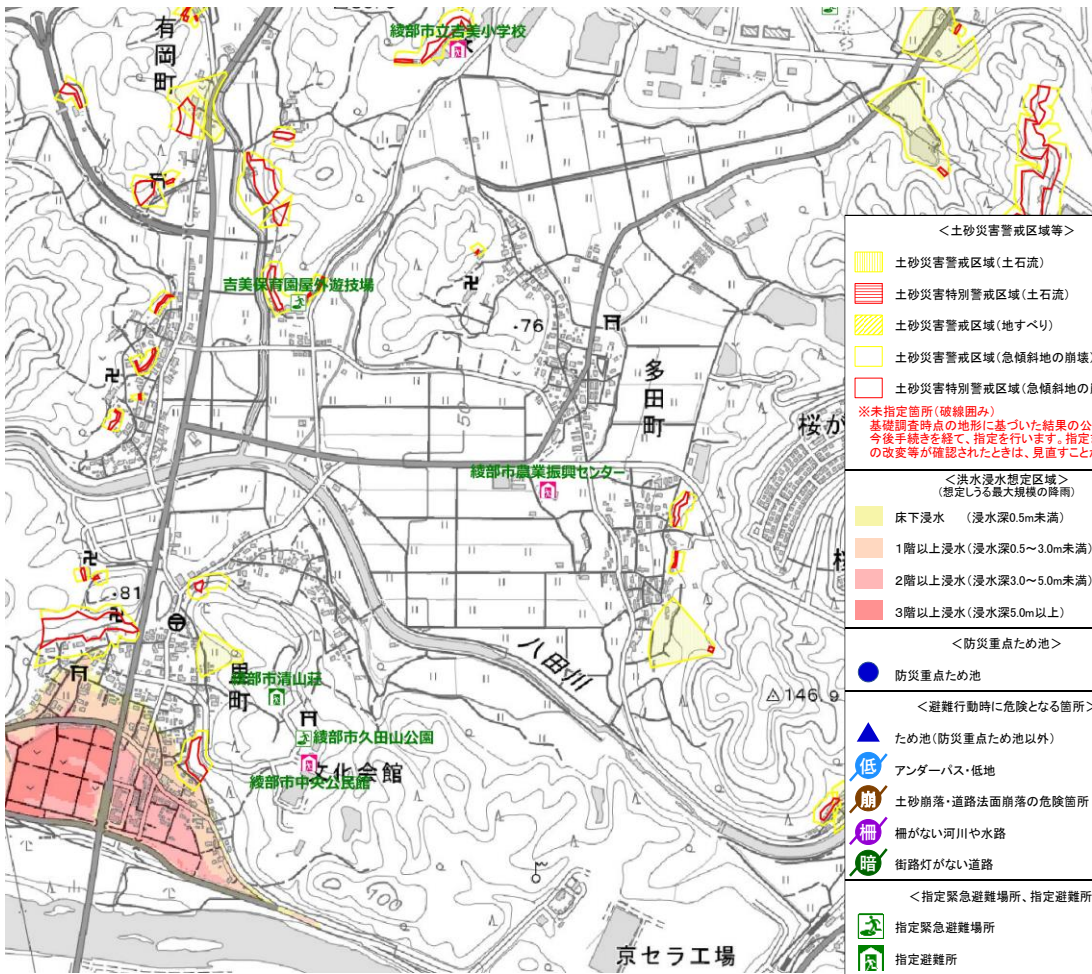 綾部市立吉美小学校
有岡町
吉美保育園屋外遊技場
・76
多田町
50
綾部市農業振興センター
桜が
・81
八田川
146.9
綾部市清山荘
町
綾部市久田山公園
綾部市中央公民館
文化会館
100
京セラ工場
＜土砂災害警戒区域等＞
土砂災害警戒区域（土石流）
土砂災害特別警戒区域（土石流）
土砂災害警戒区域（地すべり）
土砂災害警戒区域（急傾斜地の崩壊
土砂災害特別警戒区域（急傾斜地の
※未指定箇所（破線囲み）
基礎調査時点の地形に基づいた結果の公
今後手続きを経て、指定を行います。指定
の改変等が確認されたときは、見直すこと
＜洪水浸水想定区域＞
（想定しうる最大規模の降雨）
床下浸水　（浸水深0.5m未満）
1階以上浸水（浸水深0.5～3.0m未満）
2階以上浸水（浸水深3.0～5.0m未満）
3階以上浸水（浸水深5.0m以上）
＜防災重点ため池＞
防災重点ため池
＜避難行動時に危険となる箇所＞
ため池（防災重点ため池以外）
低 アンダーパス・低地
崩 土砂崩落・道路法面崩落の危険箇所
柵 柵がない河川や水路
暗 街路灯がない道路
＜指定緊急避難場所、指定避難所
指定緊急避難場所
指定避難所